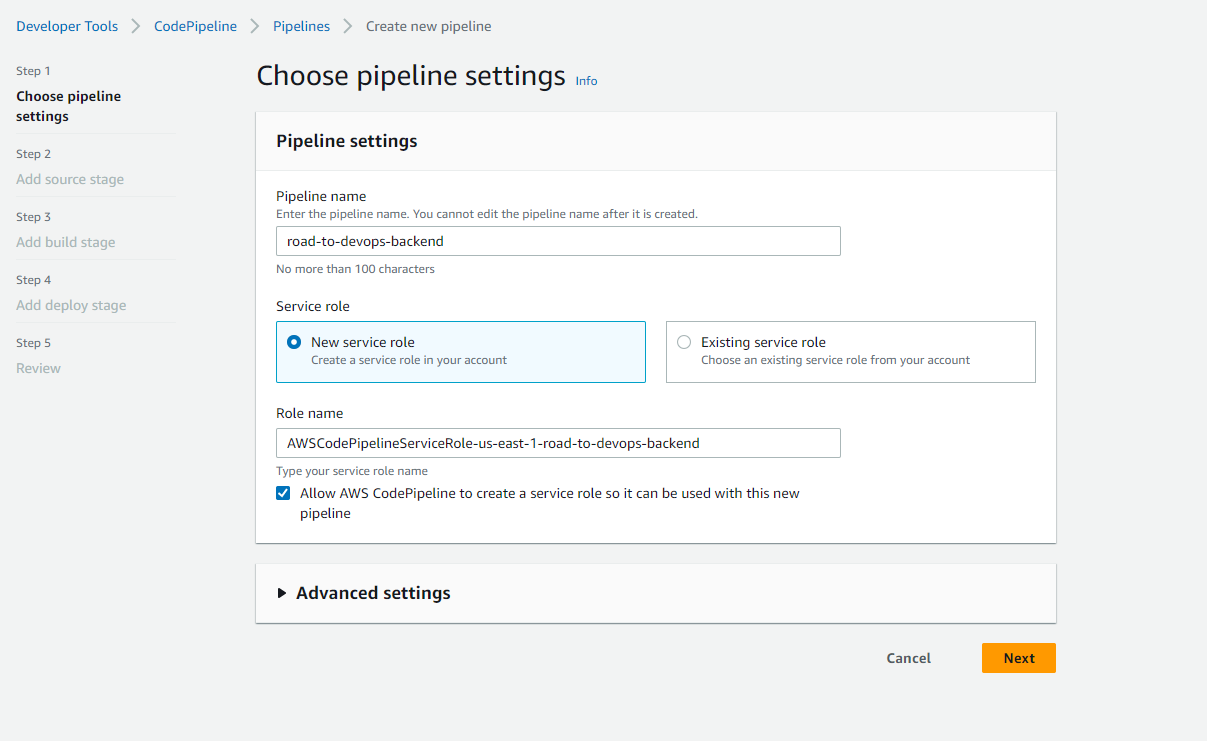 Developer Tools > CodePipeline > Pipelines > Create new pipeline
Step 1
Choose pipeline
settings
Step 2
Add source stage
Step 3
Add build stage
Step 4
Add deploy stage
Step 5
Review
Choose pipeline settings Info
Pipeline settings
Pipeline name
Enter the pipeline name. You cannot edit the pipeline name after it is created.
road-to-devops-backend
No more than 100 characters
Service role
New service role
Create a service role in your account
Existing service role
Choose an existing service role from your account
Role name
AWSCodePipelineServiceRole-us-east-1-road-to-devops-backend
Type your service role name
Allow AWS CodePipeline to create a service role so it can be used with this new
pipeline
Advanced settings
Cancel
Next